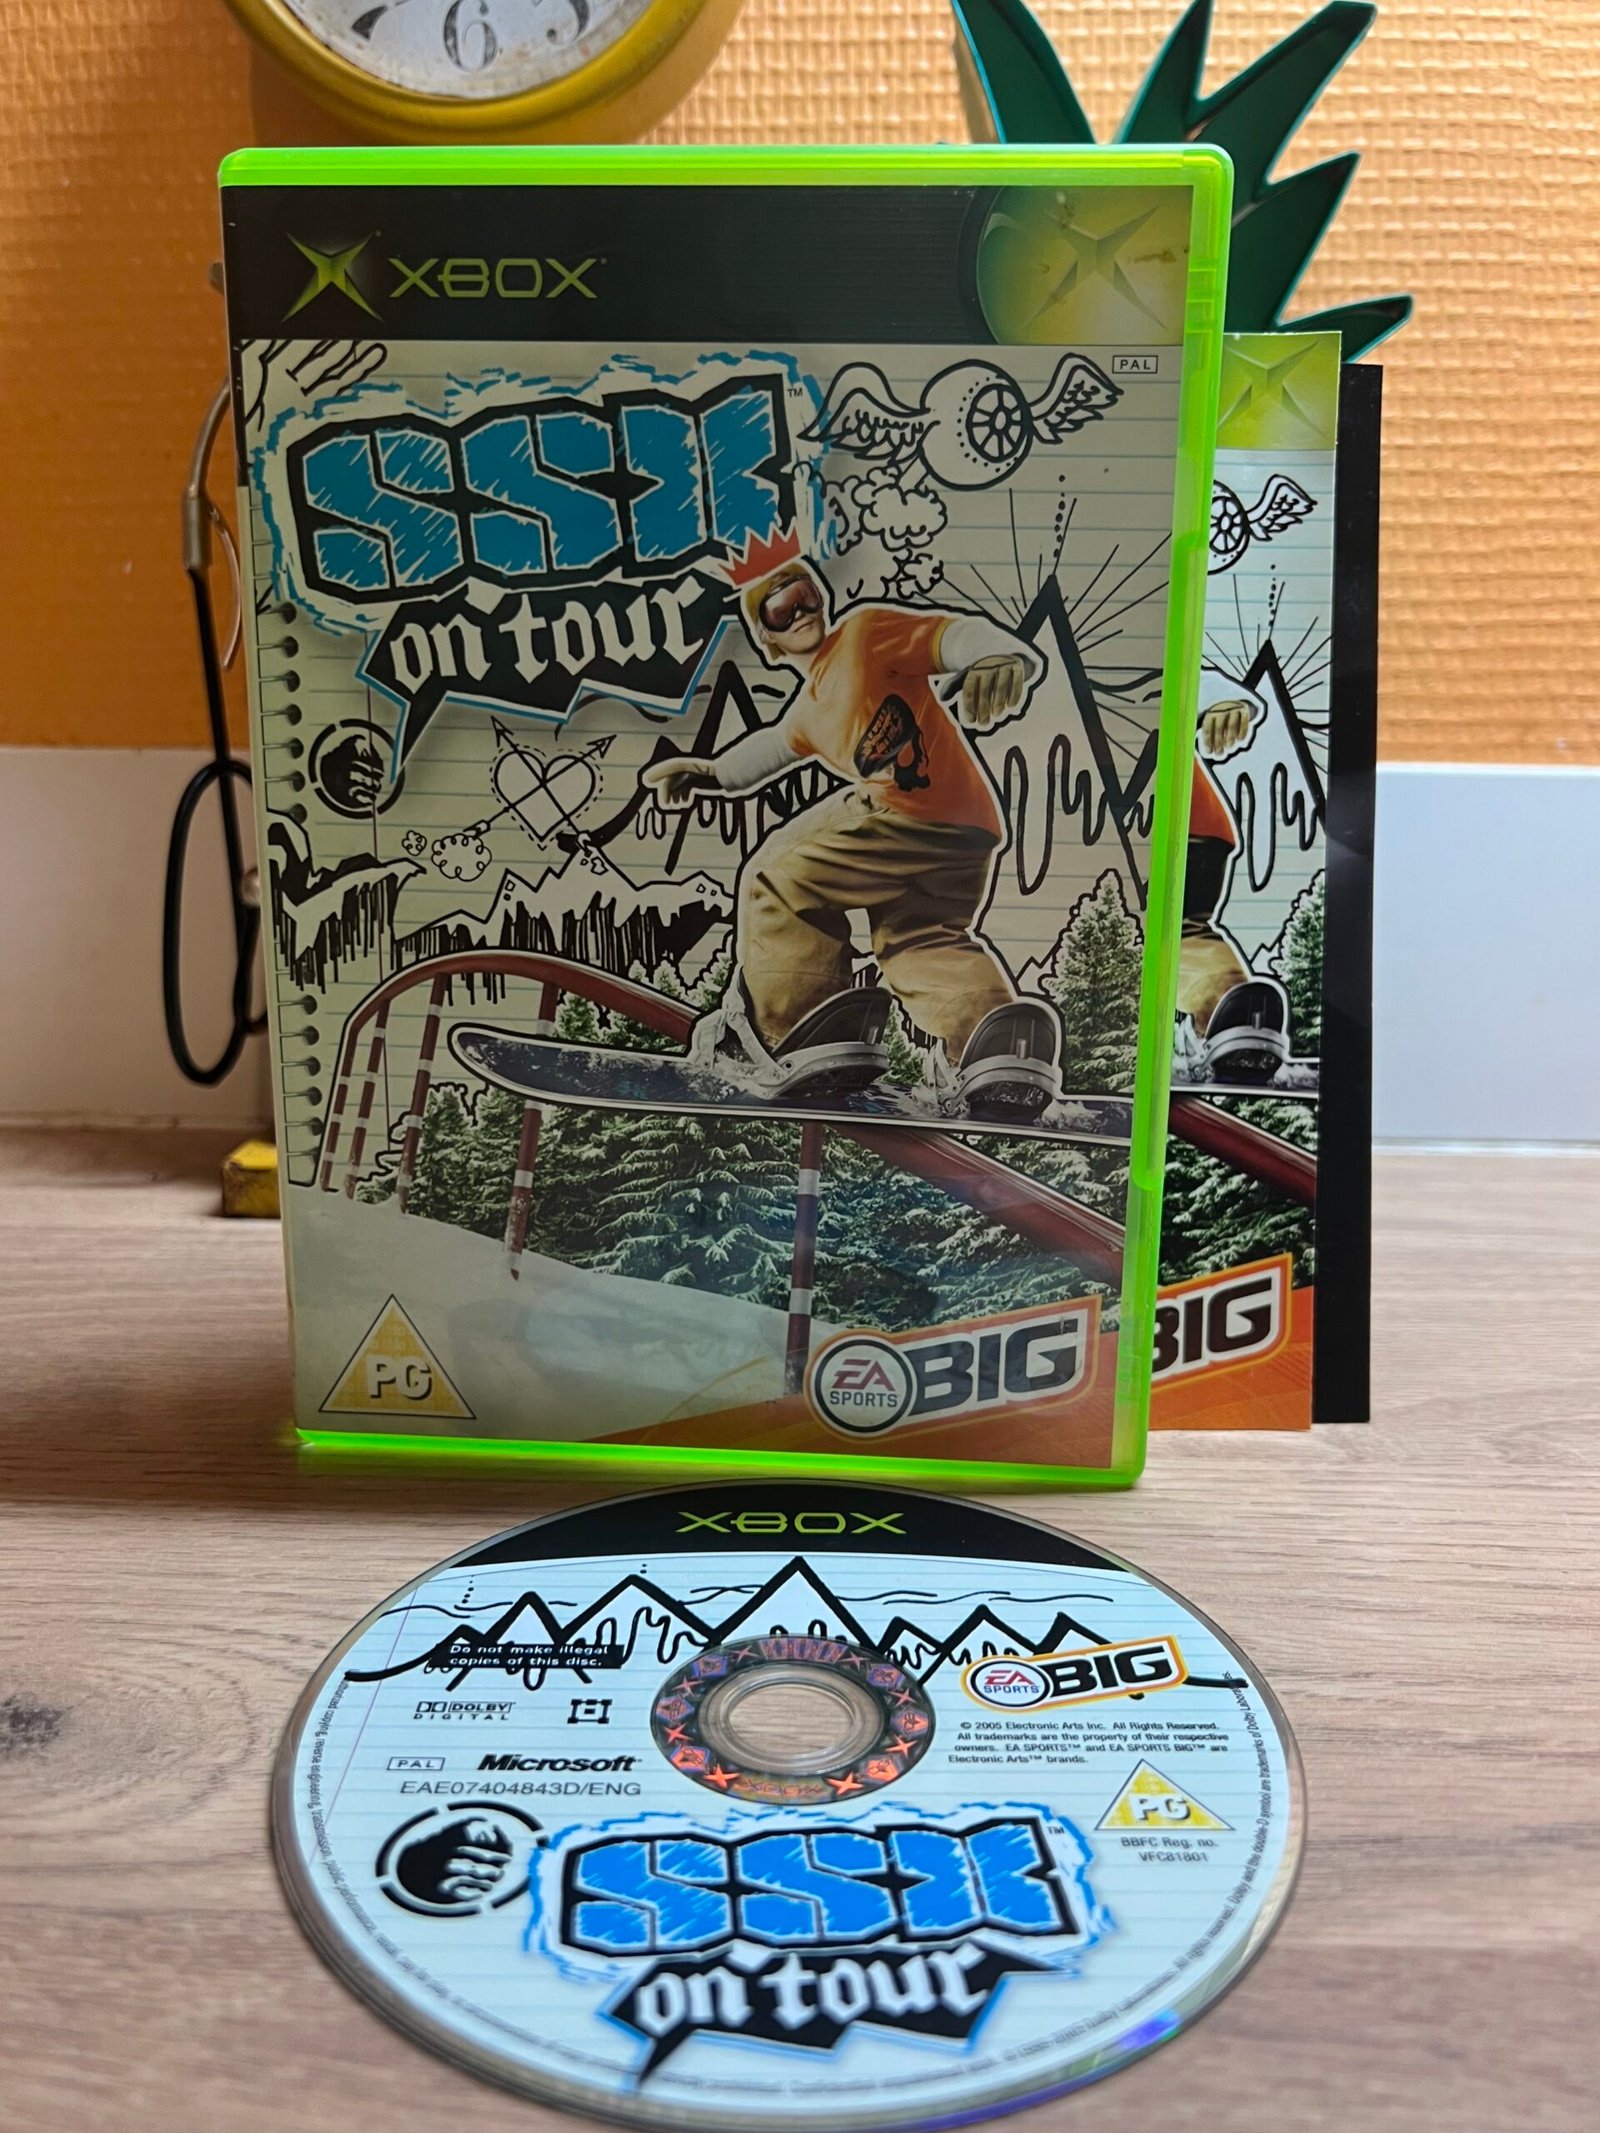 6
XBOX
PAL
SSX™
on tour
PG
EA
SPORTS
BIG
BIG
XBOX
Do not make illegal
copies of this disc.
DOLBY
DIGITAL
PAL
Microsoft
EAE07404843D/ENG
EA
SPORTS
BIG
© 2005 Electronic Arts Inc. All Rights Reserved.
All trademarks are the property of their respective
owners. EA SPORTS™ and EA SPORTS BIG™ are
Electronic Arts™ brands.
PG
BBFC Reg. no.
VFC81801
SSX™
on tour